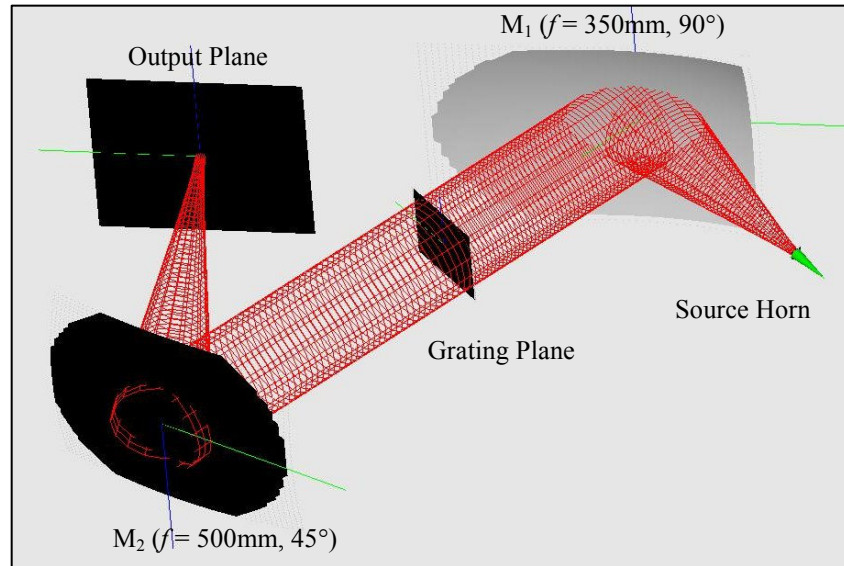 M₁ (f = 350mm, 90°)
Output Plane
Source Horn
Grating Plane
M₂ (f = 500mm, 45°)